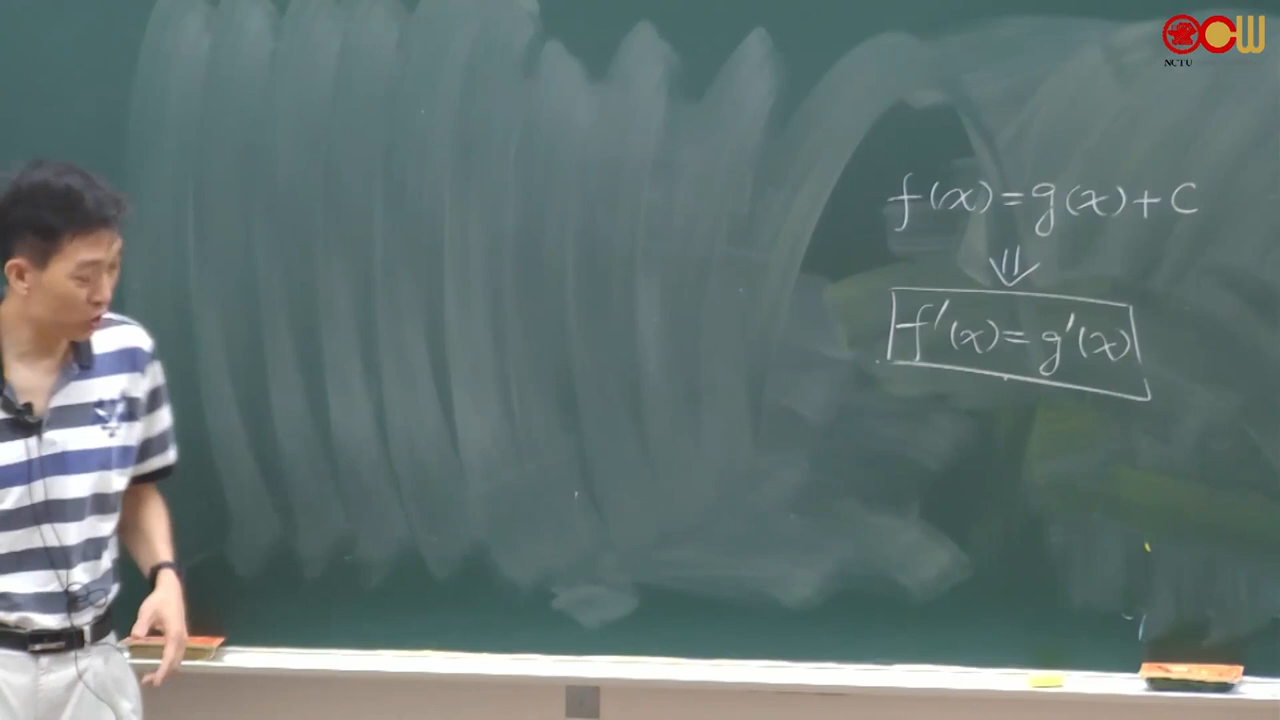 OCW
NCTU
f(x)=g(x)+C
⇓
f'(x)=g'(x)